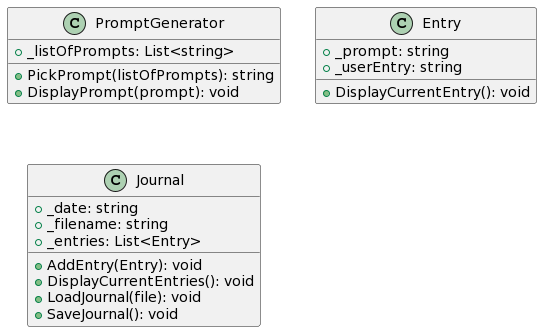 C PromptGenerator
_listOfPrompts: List<string>
PickPrompt(listOfPrompts): string
DisplayPrompt(prompt): void
C Entry
_prompt: string
_userEntry: string
DisplayCurrentEntry(): void
C Journal
_date: string
_filename: string
_entries: List<Entry>
AddEntry(Entry): void
DisplayCurrentEntries(): void
LoadJournal(file): void
SaveJournal(): void